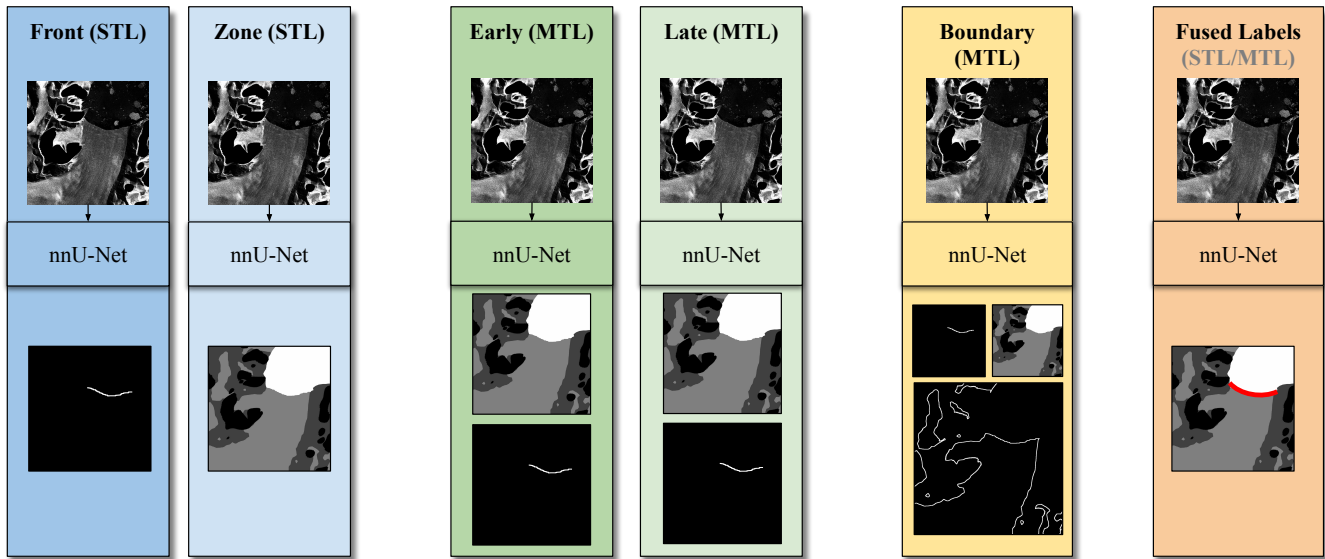 Front (STL)
Zone (STL)
Early (MTL)
Late (MTL)
Boundary
(MTL)
Fused Labels
(STL/MTL)
nnU-Net
nnU-Net
nnU-Net
nnU-Net
nnU-Net
nnU-Net